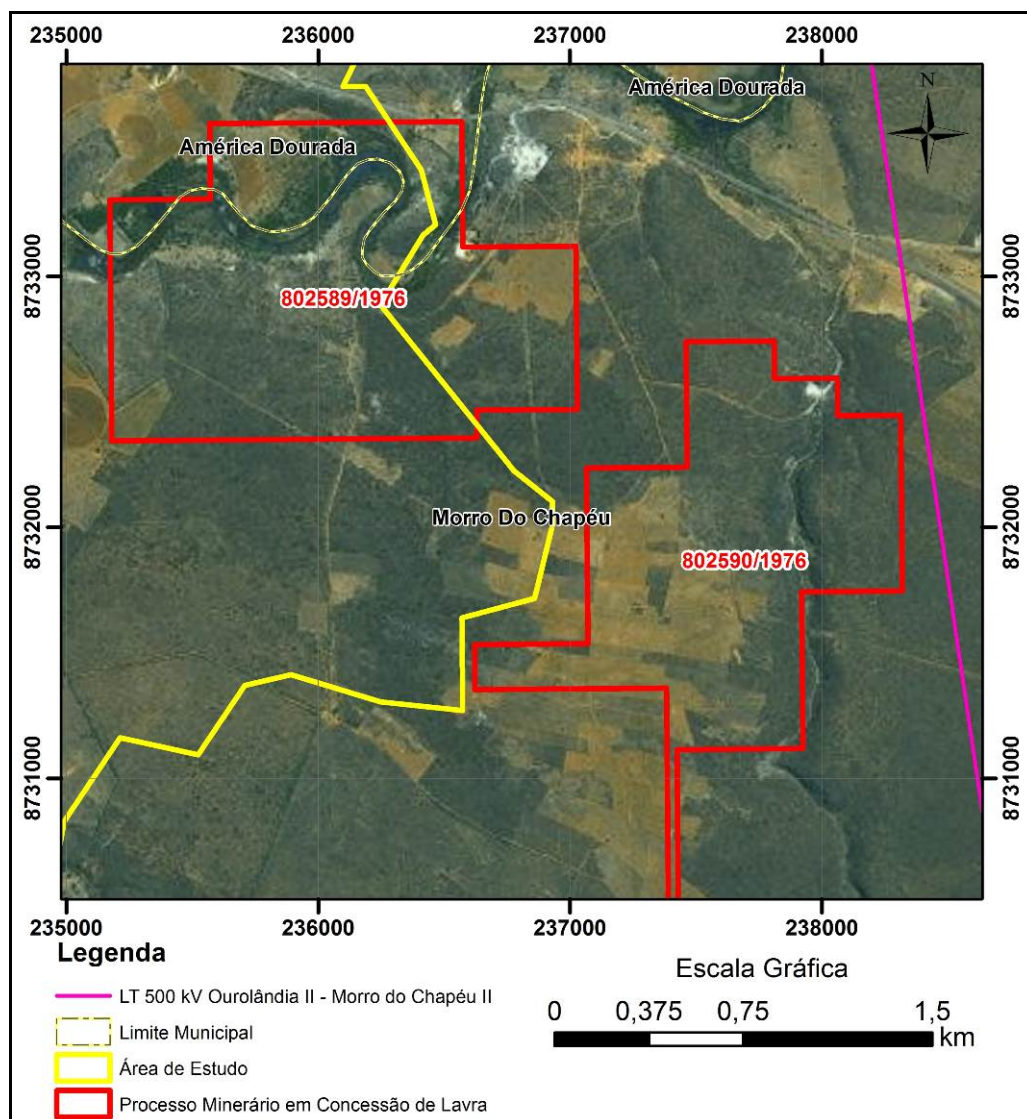 235000 236000 237000 238000
América Dourada
N
América Dourada
8733000 8733000
802589/1976
8732000 8732000
Morro Do Chapéu
802590/1976
8731000 8731000
235000 236000 237000 238000
Legenda
LT 500 kV Ourolândia II - Morro do Chapéu II
Limite Municipal
Área de Estudo
Processo Minerário em Concessão de Lavra
Escala Gráfica
0 0,375 0,75 1,5
km